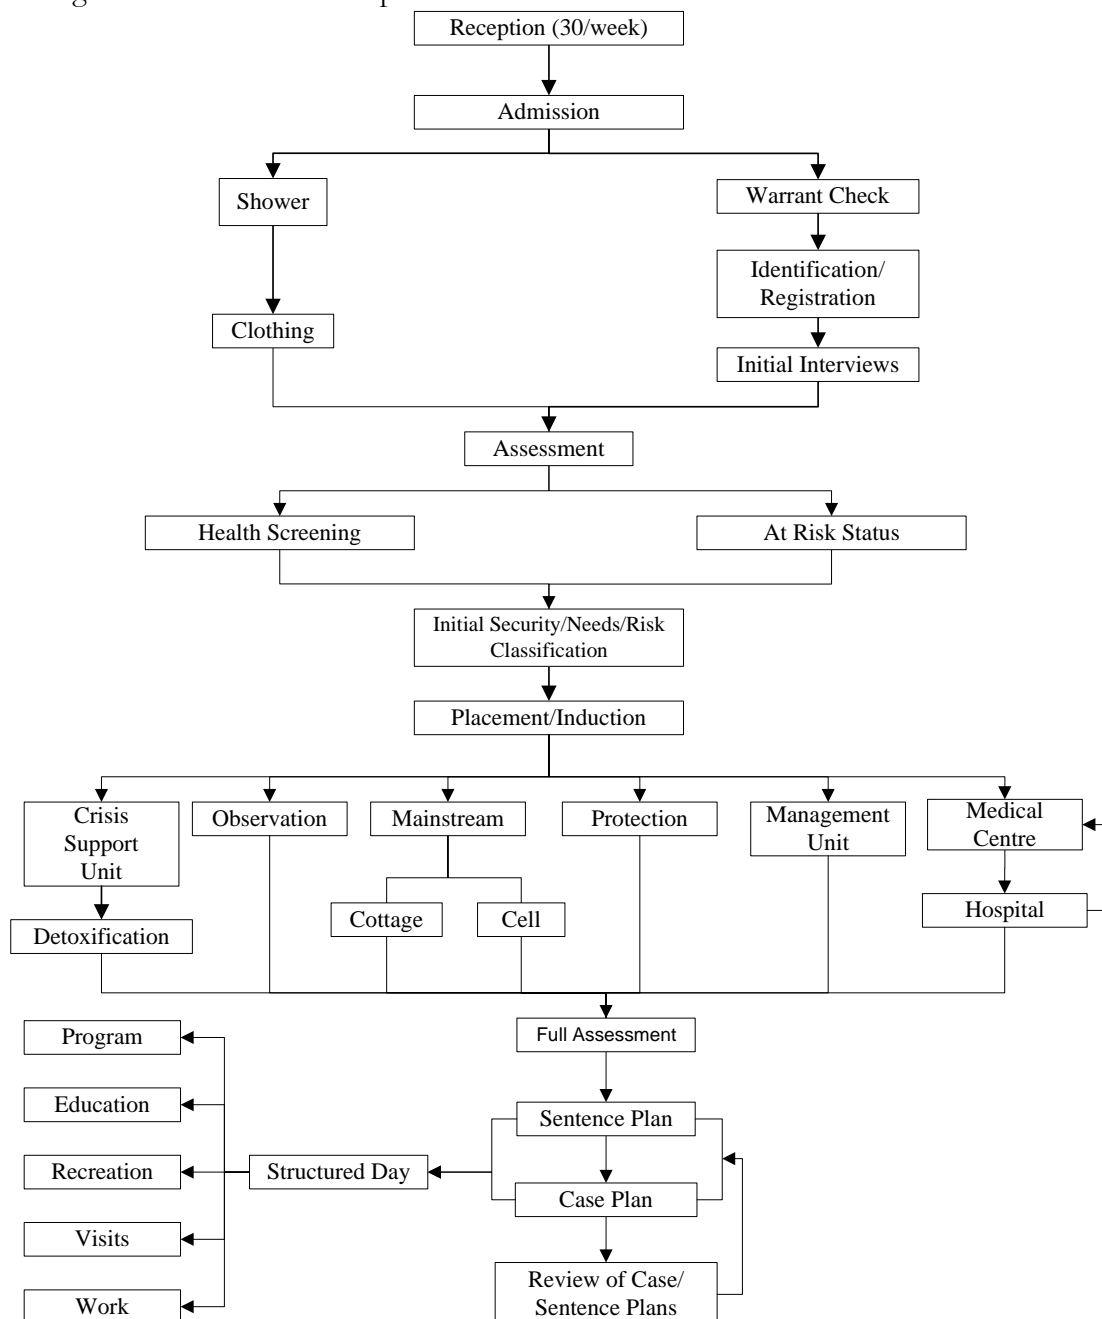 Reception (30/week)
Admission
Shower
Warrant Check
Identification/
Registration
Clothing
Initial Interviews
Assessment
Health Screening
At Risk Status
Initial Security/Needs/Risk
Classification
Placement/Induction
Crisis
Support
Unit
Observation
Mainstream
Protection
Management
Unit
Medical
Centre
Cottage
Cell
Hospital
Detoxification
Full Assessment
Program
Education
Sentence Plan
Recreation
Structured Day
Case Plan
Visits
Review of Case/
Sentence Plans
Work